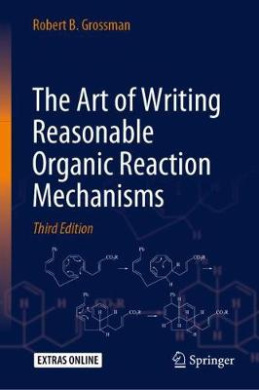 Robert B. Grossman
The Art of Writing
Reasonable
Organic Reaction
Mechanisms
Third Edition
EXTRAS ONLINE
Springer